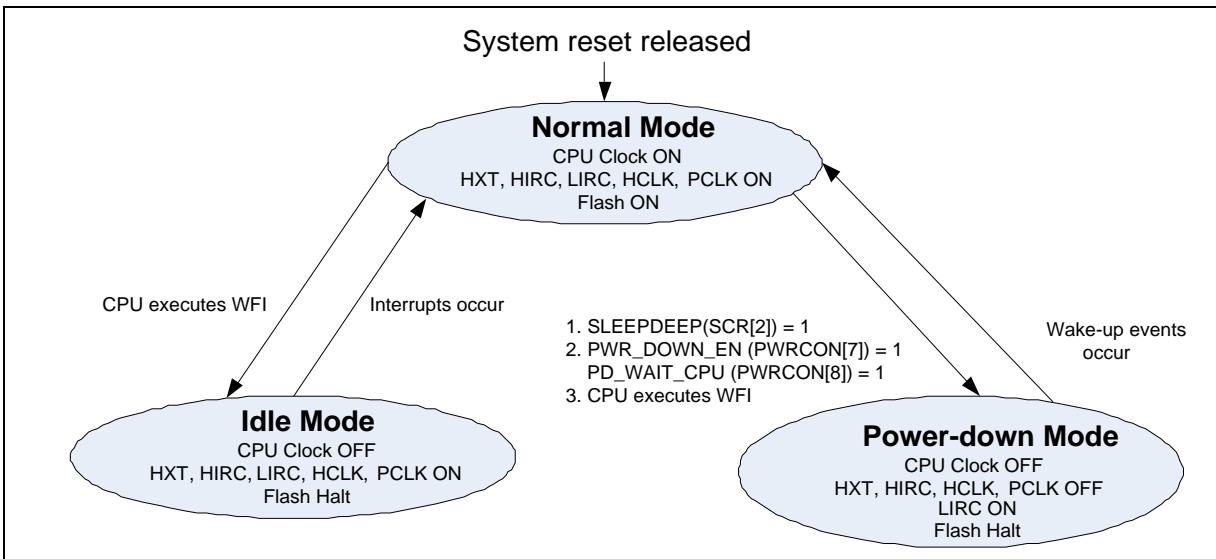 System reset released
Normal Mode
CPU Clock ON
HXT, HIRC, LIRC, HCLK, PCLK ON
Flash ON
CPU executes WFI
Interrupts occur
1. SLEEPDEEP(SCR[2]) = 1
2. PWR_DOWN_EN (PWRCON[7]) = 1
PD_WAIT_CPU (PWRCON[8]) = 1
3. CPU executes WFI
Wake-up events
occur
Idle Mode
CPU Clock OFF
HXT, HIRC, LIRC, HCLK, PCLK ON
Flash Halt
Power-down Mode
CPU Clock OFF
HXT, HIRC, HCLK, PCLK OFF
LIRC ON
Flash Halt